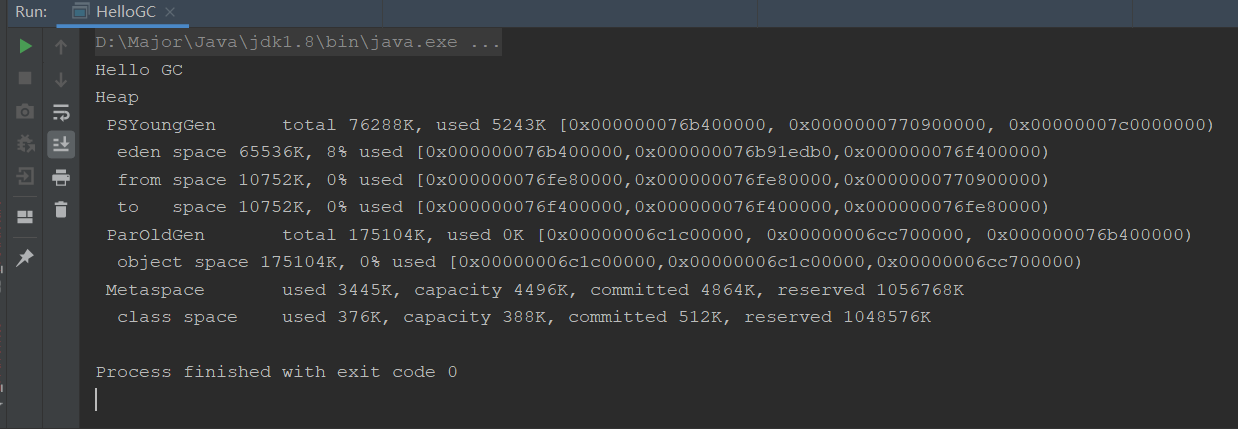 Run: HelloGC
D:\Major\Java\jdk1.8\bin\java.exe ...
Hello GC
Heap
 PSYoungGen      total 76288K, used 5243K [0x000000076b400000, 0x0000000770900000, 0x00000007c0000000)
  eden space 65536K, 8% used [0x000000076b400000,0x000000076b91edb0,0x000000076f400000)
  from space 10752K, 0% used [0x000000076fe80000,0x000000076fe80000,0x0000000770900000)
  to   space 10752K, 0% used [0x000000076f400000,0x000000076f400000,0x000000076fe80000)
 ParOldGen       total 175104K, used 0K [0x00000006c1c00000, 0x00000006cc700000, 0x000000076b400000)
  object space 175104K, 0% used [0x00000006c1c00000,0x00000006c1c00000,0x00000006cc700000)
 Metaspace       used 3445K, capacity 4496K, committed 4864K, reserved 1056768K
  class space    used 376K, capacity 388K, committed 512K, reserved 1048576K
Process finished with exit code 0